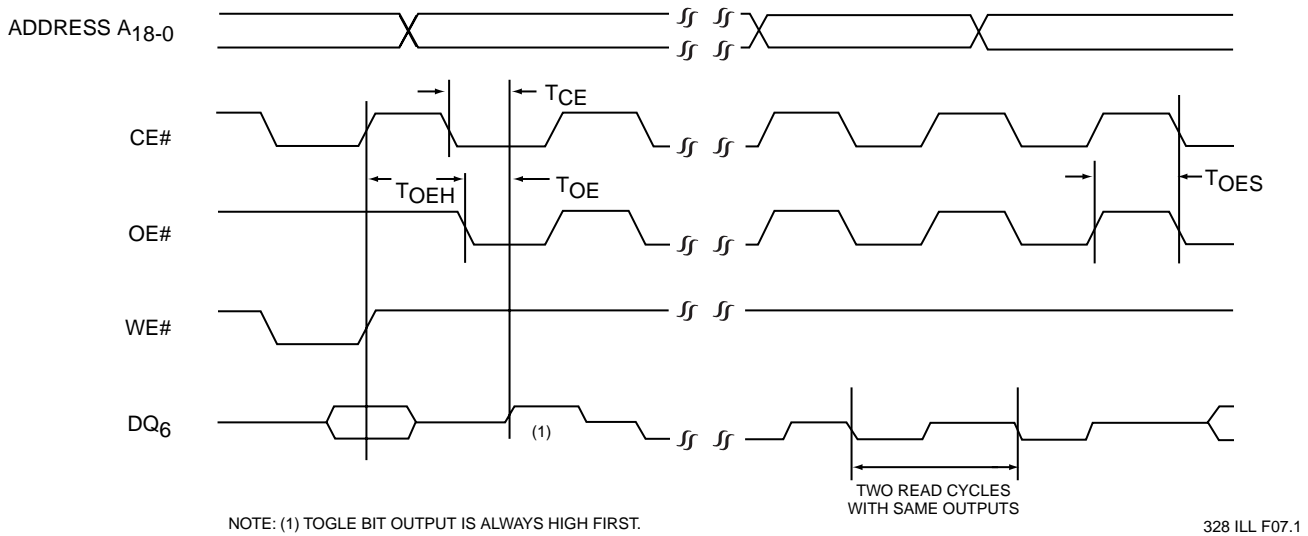 ADDRESS A18-0
TCE
CE#
TOEH
TOE
TOES
OE#
WE#
DQ6
(1)
TWO READ CYCLES
WITH SAME OUTPUTS
NOTE: (1) TOGLE BIT OUTPUT IS ALWAYS HIGH FIRST.
328 ILL F07.1